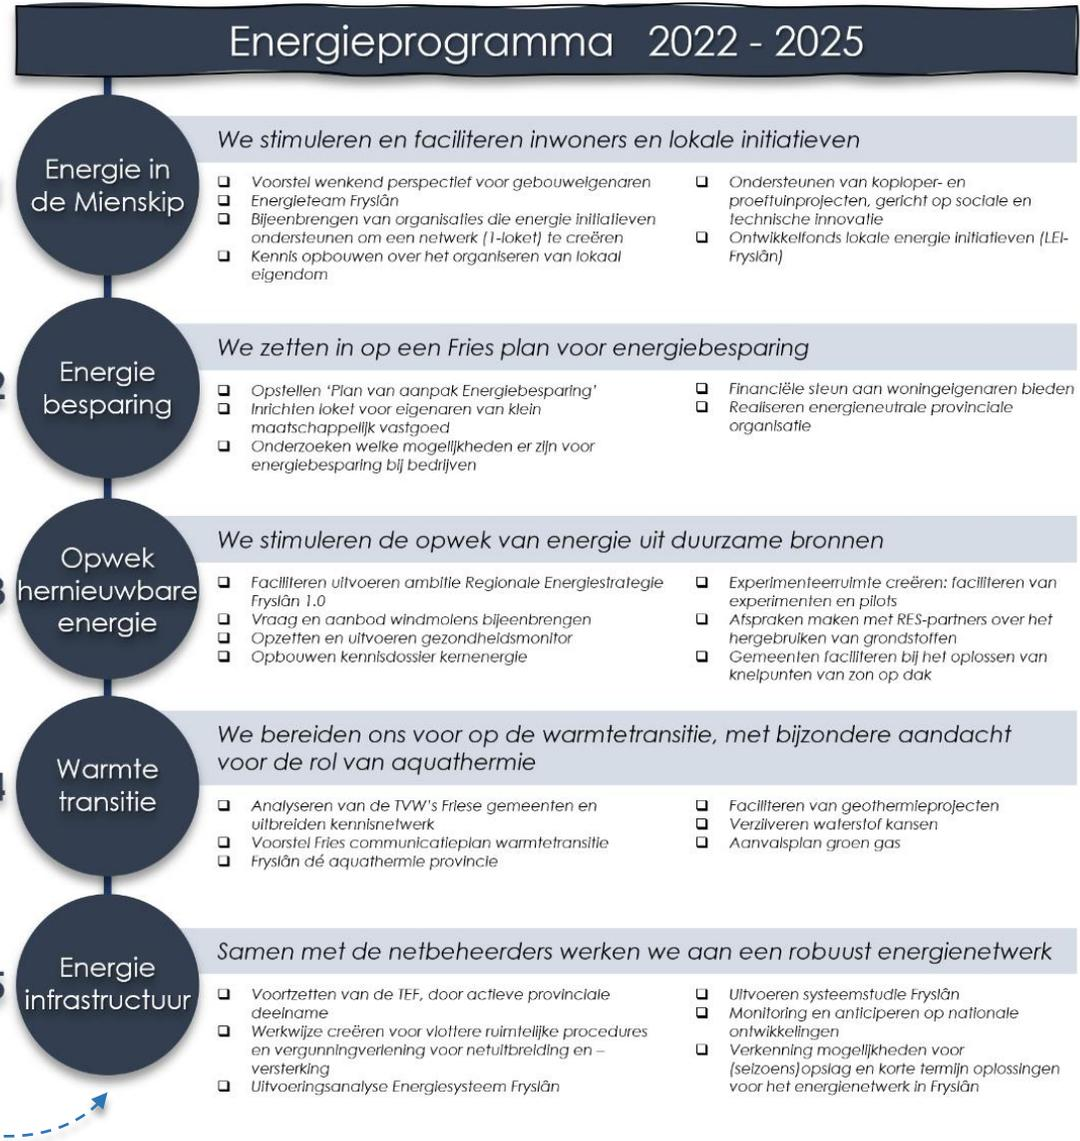 Energieprogramma 2022 - 2025
Energie in
de Mienskip
We stimuleren en faciliteren inwoners en lokale initiatieven
Voorstel wenkend perspectief voor gebouweigenaren
Energieteam Fryslân
Bijeenbrengen van organisaties die energie initiatieven
ondersteunen om een netwerk (1-loket) te creëren
Kennis opbouwen over het organiseren van lokaal
eigendom
Ondersteunen van koploper- en
proeftuinprojecten, gericht op sociale en
technische innovatie
Ontwikkelfonds lokale energie initiatieven (LEI-
Fryslân)
2
Energie
besparing
We zetten in op een Fries plan voor energiebesparing
Opstellen ‘Plan van aanpak Energiebesparing’
Inrichten loket voor eigenaren van klein
maatschappelijk vastgoed
Onderzoeken welke mogelijkheden er zijn voor
energiebesparing bij bedrijven
Financiële steun aan woningeigenaren bieden
Realiseren energieneutrale provinciale
organisatie
3
Opwek
hernieuwbare
energie
We stimuleren de opwek van energie uit duurzame bronnen
Faciliteren uitvoeren ambitie Regionale Energiestrategie
Fryslân 1.0
Vraag en aanbod windmolens bijeenbrengen
Opzetten en uitvoeren gezondheidsmonitor
Opbouwen kennisdossier kernenergie
Experimenteerruimte creëren: faciliteren van
experimenten en pilots
Afspraken maken met RES-partners over het
hergebruiken van grondstoffen
Gemeenten faciliteren bij het oplossen van
knelpunten van zon op dak
4
Warmte
transitie
We bereiden ons voor op de warmtetransitie, met bijzondere aandacht
voor de rol van aquathermie
Analyseren van de TVW's Friese gemeenten en
uitbreiden kennisnetwerk
Voorstel Fries communicatieplan warmtetransitie
Fryslân dé aquathermie provincie
Faciliteren van geothermieprojecten
Verzilveren waterstof kansen
Aanvalsplan groen gas
5
Energie
infrastructuur
Samen met de netbeheerders werken we aan een robuust energienetwerk
Voortzetten van de TEF, door actieve provinciale
deelname
Werkwijze creëren voor vlottere ruimtelijke procedures
en vergunningverlening voor netuitbreiding en –
versterking
Uitvoeringsanalyse Energiesysteem Fryslân
Uitvoeren systeemstudie Fryslân
Monitoring en anticiperen op nationale
ontwikkelingen
Verkenning mogelijkheden voor
(seizoens)opslag en korte termijn oplossingen
voor het energienetwerk in Fryslân